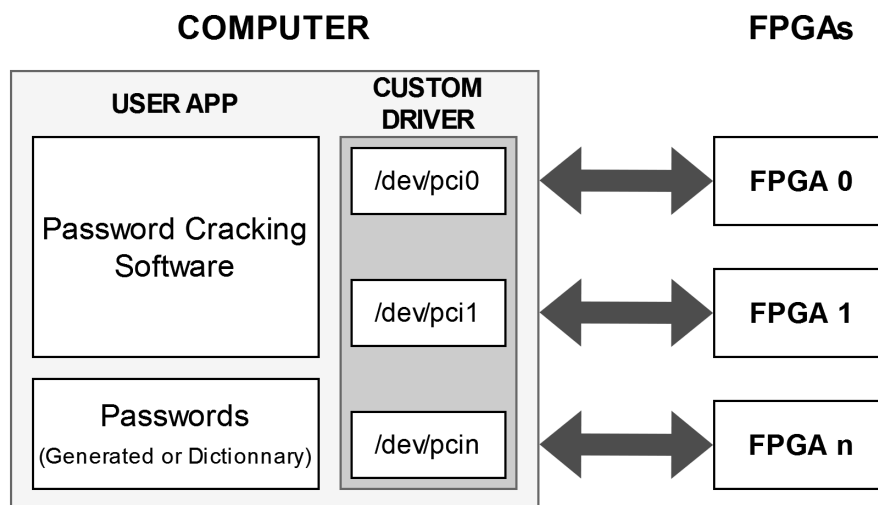 COMPUTER
FPGAs
USER APP
CUSTOM
DRIVER
Password Cracking
Software
Passwords
(Generated or Dictionnary)
/dev/pci0
/dev/pci1
/dev/pcin
FPGA 0
FPGA 1
FPGA n